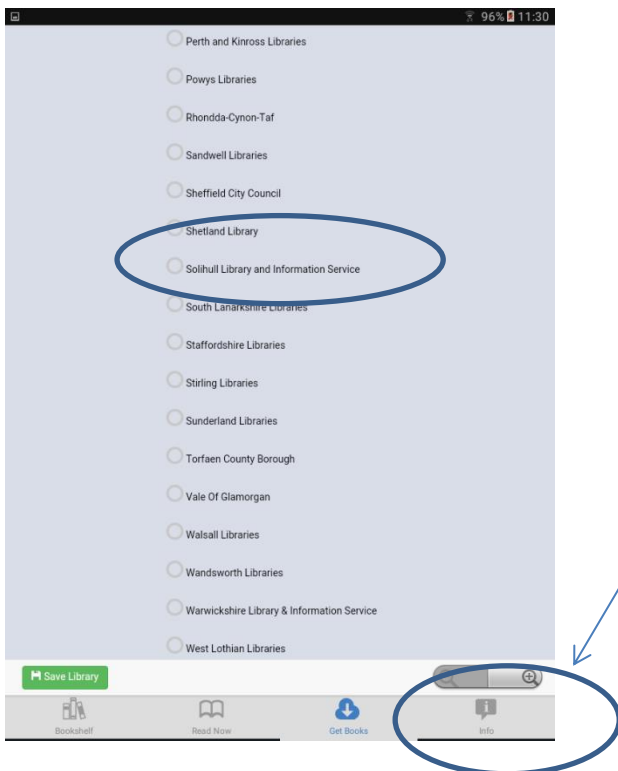 96% 11:30
Perth and Kinross Libraries
Powys Libraries
Rhondda-Cynon-Taf
Sandwell Libraries
Sheffield City Council
Shetland Library
Solihull Library and Information Service
South Lanarkshire Libraries
Staffordshire Libraries
Stirling Libraries
Sunderland Libraries
Torfaen County Borough
Vale Of Glamorgan
Walsall Libraries
Wandsworth Libraries
Warwickshire Library & Information Service
West Lothian Libraries
Save Library
Bookshelf Read Now Get Books Info